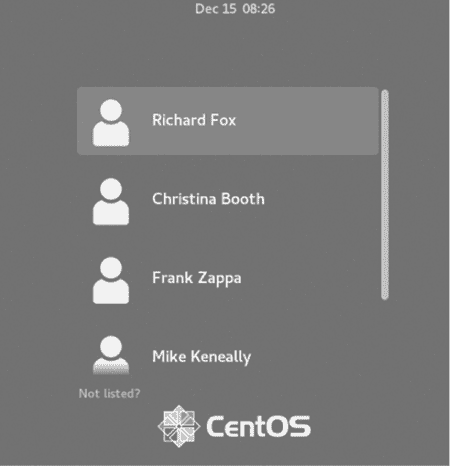 Dec 15 08:26
Richard Fox
Christina Booth
Frank Zappa
Mike Keneally
Not listed?
CentOS